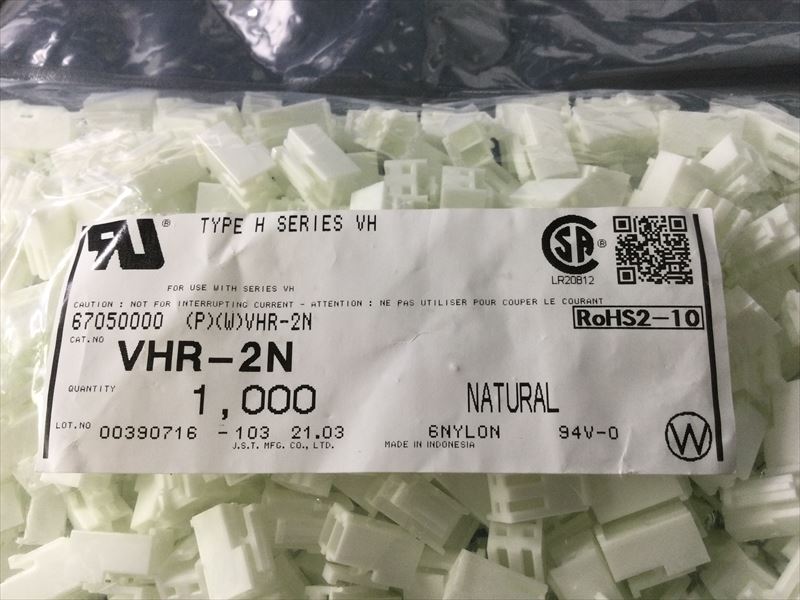 ® TYPE H SERIES VH
SA ®
LR20812
FOR USE WITH SERIES VH
CAUTION : NOT FOR INTERRUPTING CURRENT - ATTENTION : NE PAS UTILISER POUR COUPER LE COURANT
67050000 (P)(W)VHR-2N RoHS2-10
CAT.NO VHR-2N
QUANTITY 1,000 NATURAL
LOT.NO 00390716 -103 21.03 6NYLON 94V-0 W
J.S.T. MFG. CO., LTD. MADE IN INDONESIA